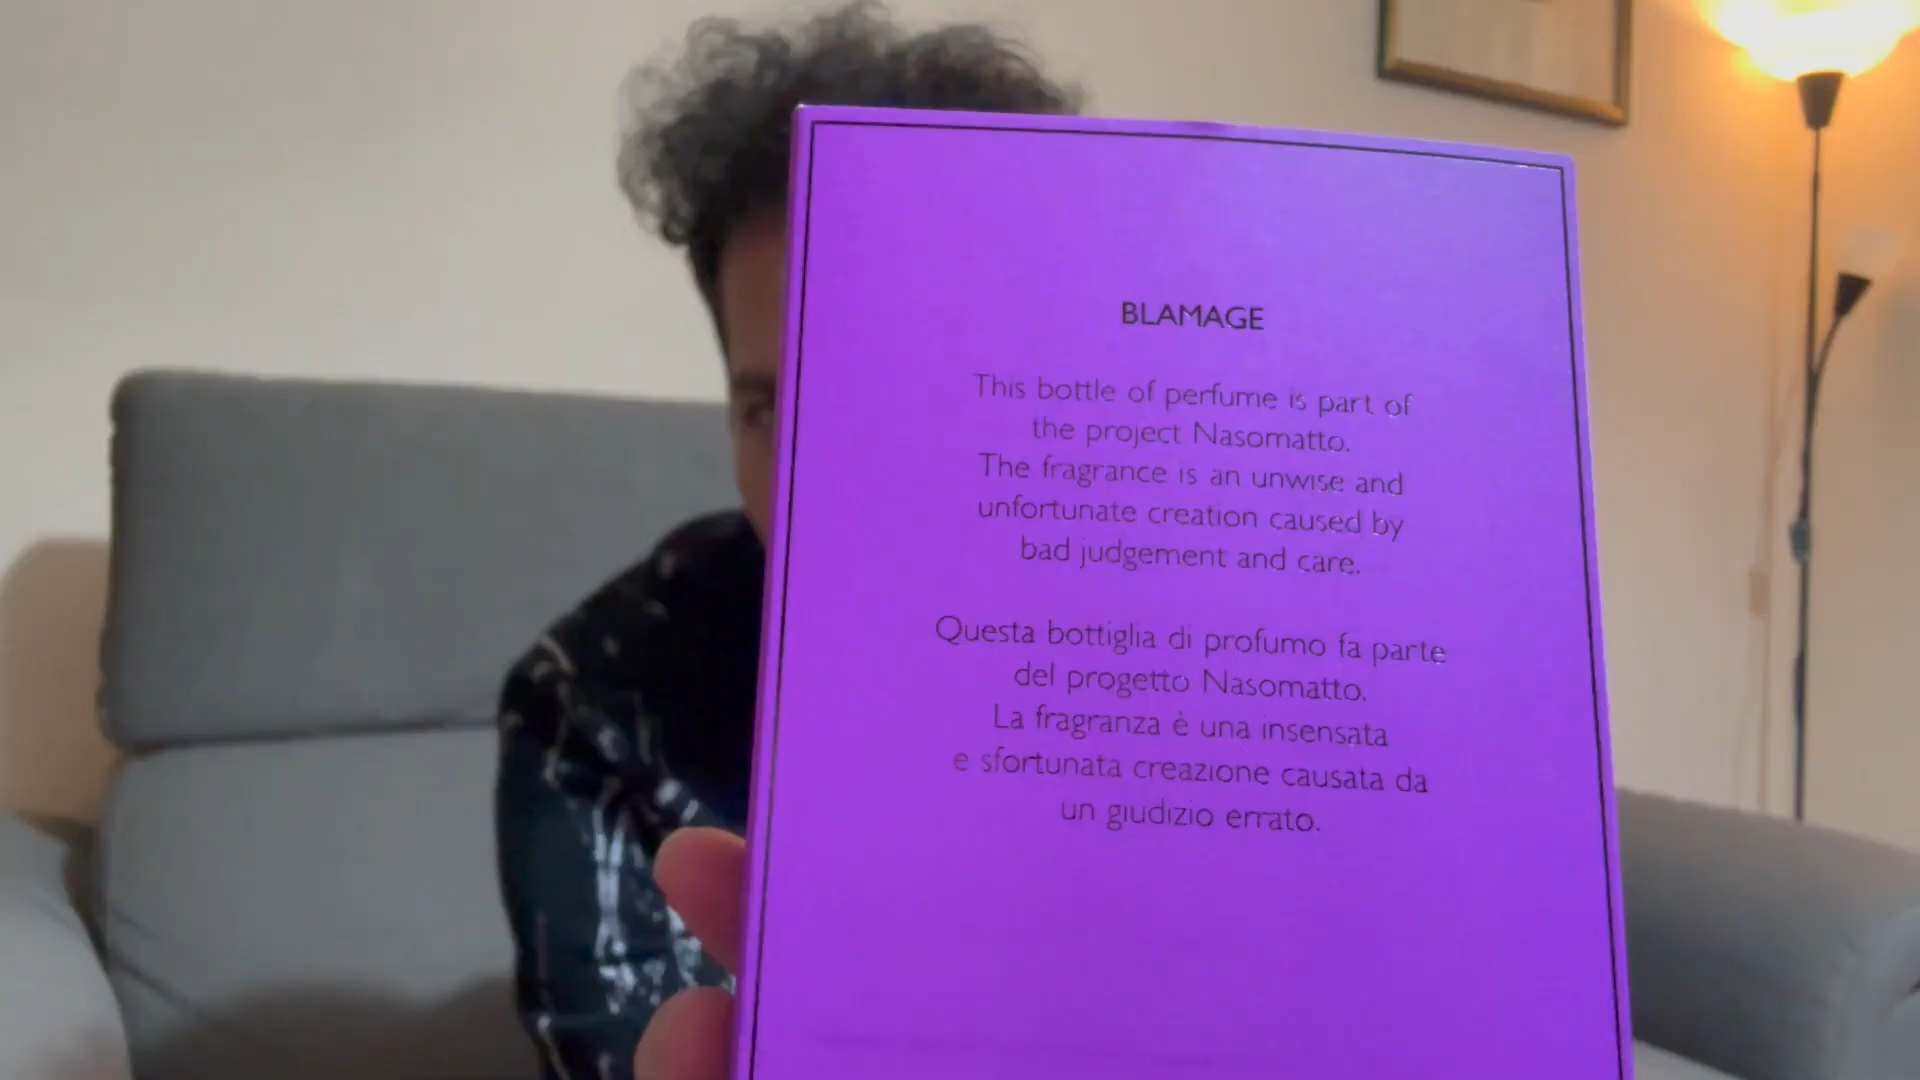 BLAMAGE
This bottle of perfume is part of
the project Nasomatto.
The fragrance is an unwise and
unfortunate creation caused by
bad judgement and care.
Questa bottiglia di profumo fa parte
del progetto Nasomatto.
La fragranza è una insensata
e sfortunata creazione causata da
un giudizio errato.